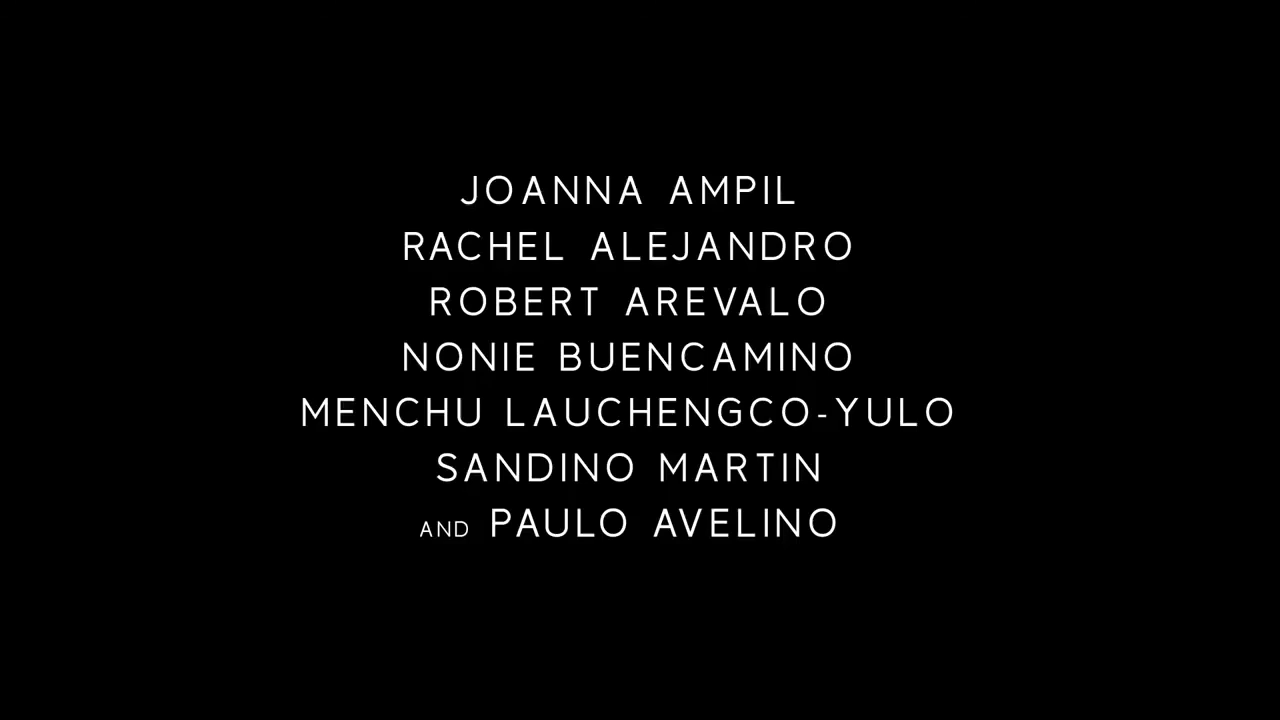 JOANNA AMPIL
RACHEL ALEJANDRO
ROBERT AREVALO
NONIE BUENCAMINO
MENCHU LAUCHENGCO-YULO
SANDINO MARTIN
AND PAULO AVELINO